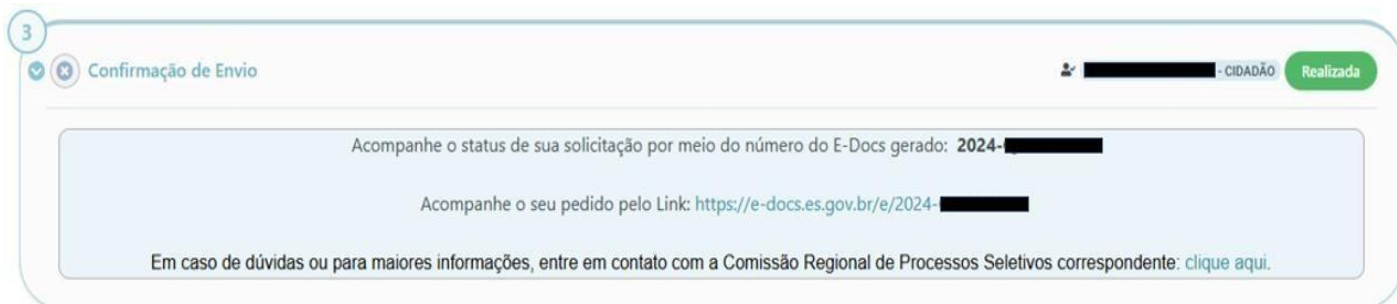 3
Confirmação de Envio
- CIDADÃO
Realizada
Acompanhe o status de sua solicitação por meio do número do E-Docs gerado: 2024-
Acompanhe o seu pedido pelo Link: https://e-docs.es.gov.br/e/2024-
Em caso de dúvidas ou para maiores informações, entre em contato com a Comissão Regional de Processos Seletivos correspondente: clique aqui.